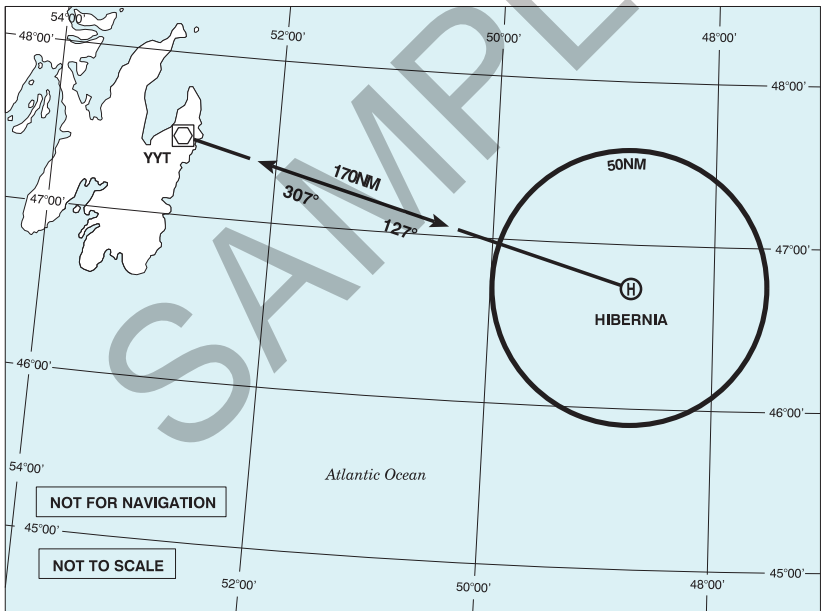 54°00'
48°00'
52°00'
50°00'
48°00'
48°00'
YYT
170NM
307°
127°
50NM
47°00'
47°00'
H
HIBERNIA
SAMPL
46°00'
46°00'
Atlantic Ocean
54°00'
NOT FOR NAVIGATION
45°00'
NOT TO SCALE
52°00'
50°00'
48°00'
45°00'